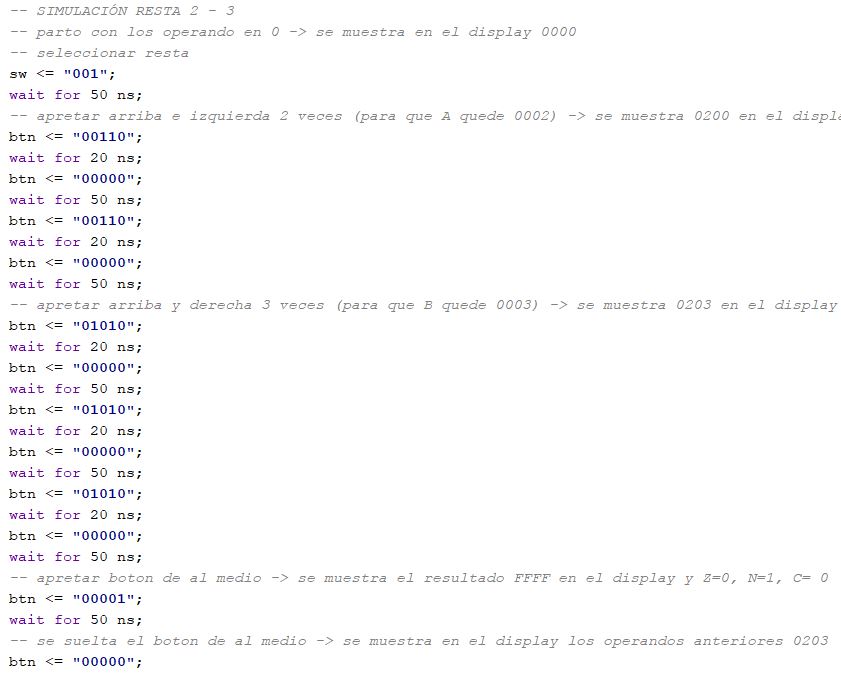 -- SIMULACIÓN RESTA 2 - 3
-- parto con los operando en 0 -> se muestra en el display 0000
-- seleccionar resta
sw <= "001";
wait for 50 ns;
-- apretar arriba e izquierda 2 veces (para que A quede 0002) -> se muestra 0200 en el
btn <= "00110";
wait for 20 ns;
btn <= "00000";
wait for 50 ns;
btn <= "00110";
wait for 20 ns;
btn <= "00000";
wait for 50 ns;
-- apretar arriba y derecha 3 veces (para que B quede 0003) -> se muestra 0203 en el display
btn <= "01010";
wait for 20 ns;
btn <= "00000";
wait for 50 ns;
btn <= "01010";
wait for 20 ns;
btn <= "00000";
wait for 50 ns;
btn <= "01010";
wait for 20 ns;
btn <= "00000";
wait for 50 ns;
-- apretar boton de al medio -> se muestra el resultado FFFF en el display y Z=0, N=1, C= 0
btn <= "00001";
wait for 50 ns;
-- se suelta el boton de al medio -> se muestra en el display los operandos anteriores 0203
btn <= "00000";